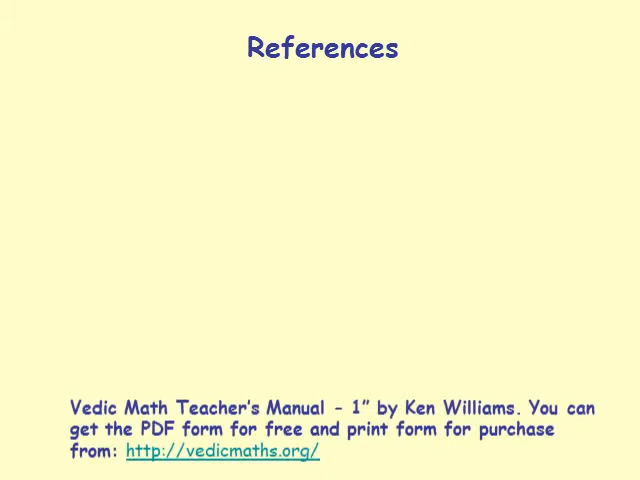 References
Vedic Math Teacher's Manual – 1” by Ken Williams. You can
get the PDF form for free and print form for purchase
from: http://vedicmaths.org/